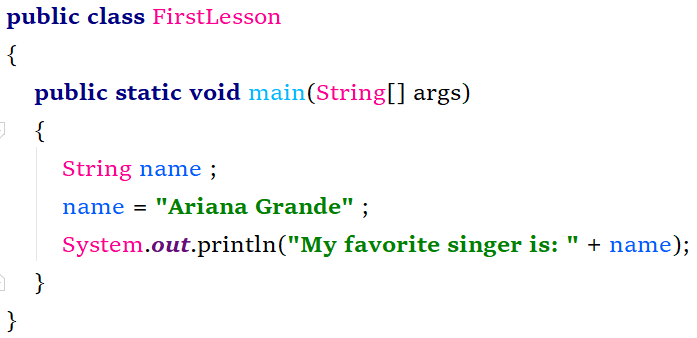 public class FirstLesson
{
public static void main(String[] args)
{
String name ;
name = "Ariana Grande" ;
System.out.println("My favorite singer is: " + name);
}
}